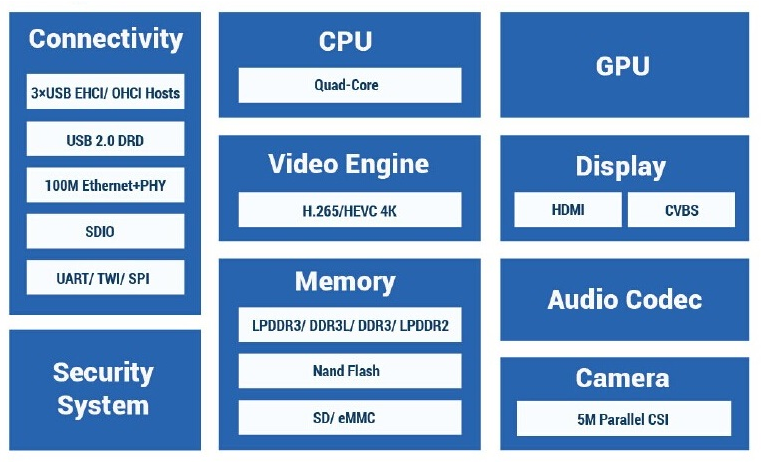 Connectivity
3×USB EHCI/ OHCI Hosts
USB 2.0 DRD
100M Ethernet+PHY
SDIO
UART/ TWI/ SPI
Security
System
CPU
Quad-Core
Video Engine
H.265/HEVC 4K
Memory
LPDDR3/ DDR3L/ DDR3/ LPDDR2
Nand Flash
SD/ eMMC
GPU
Display
HDMI
CVBS
Audio Codec
Camera
5M Parallel CSI